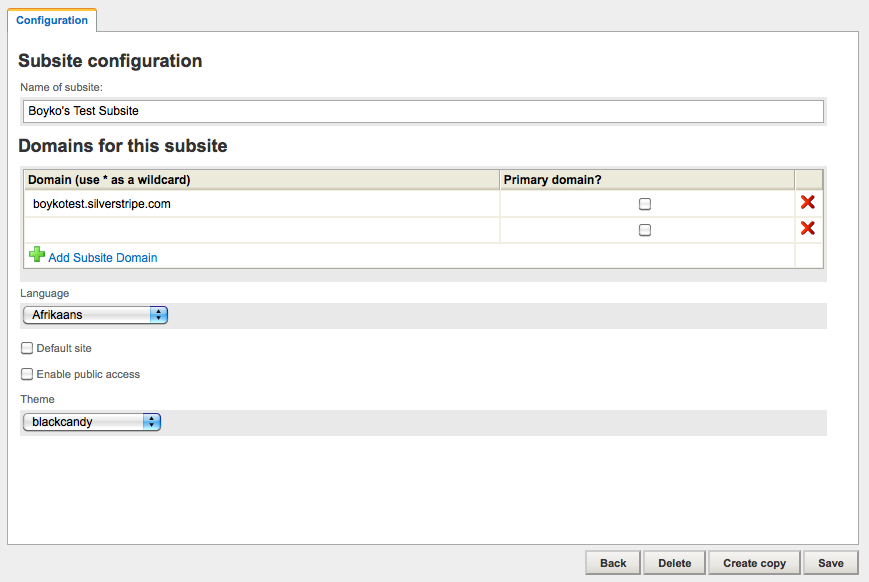 Configuration
Subsite configuration
Name of subsite:
Boyko's Test Subsite
Domains for this subsite
Domain (use * as a wildcard) Primary domain?
boykotest.silverstripe.com
Add Subsite Domain
Language
Afrikaans
Default site
Enable public access
Theme
blackcandy
Back Delete Create copy Save